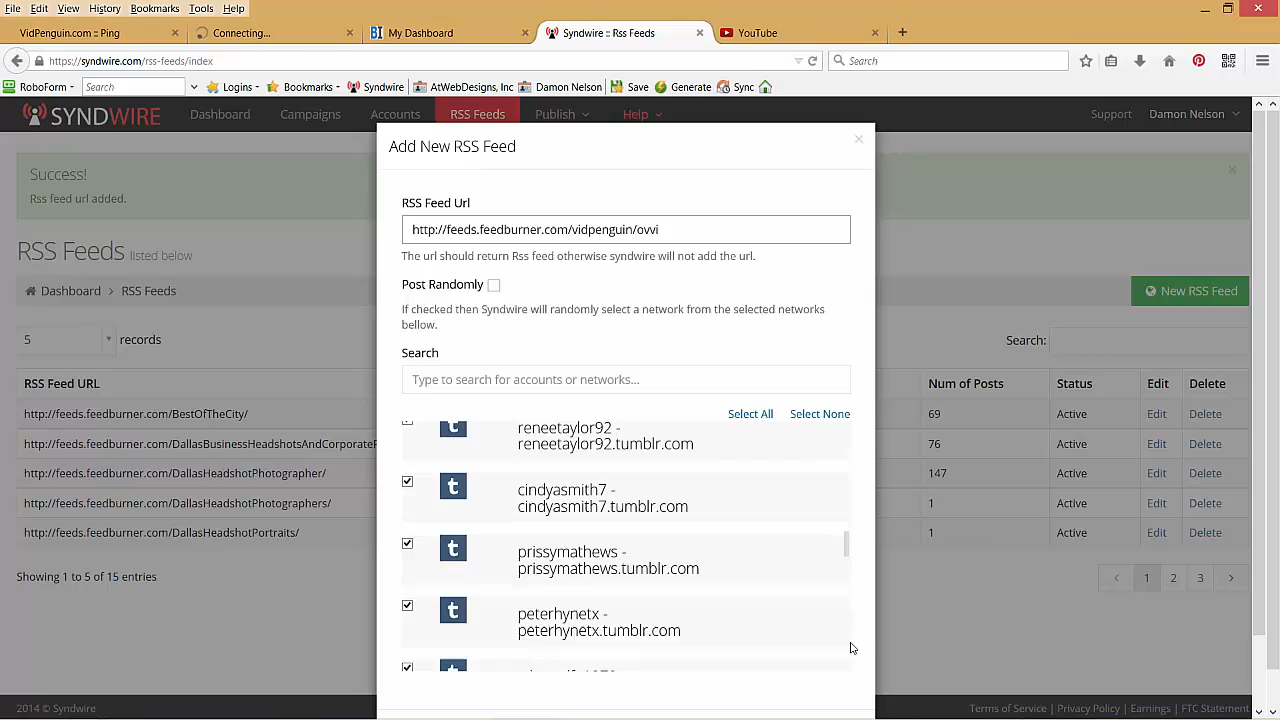 File Edit View History Bookmarks Tools Help
VidPenguin.com :: Ping × Connecting... × BI My Dashboard × Syndwire :: Rss Feeds × YouTube × +
https://syndwire.com/rss-feeds/index Search
RoboForm Search Logins Bookmarks Syndwire AtWebDesigns, Inc Damon Nelson Save Generate Sync
SYNDWIRE Dashboard Campaigns Accounts RSS Feeds Publish Help Support Damon Nelson
Add New RSS Feed ×
Success! ×
Rss feed url added.
RSS Feed Url
http://feeds.feedburner.com/vidpenguin/ovvi
The url should return Rss feed otherwise syndwire will not add the url.
RSS Feeds listed below
Post Randomly
Dashboard > RSS Feeds New RSS Feed
If checked then Syndwire will randomly select a network from the selected networks
bellow.
5 records Search:
Search
Type to search for accounts or networks...
RSS Feed URL Num of Posts Status Edit Delete
Select All Select None
http://feeds.feedburner.com/BestOfTheCity/ 69 Active Edit Delete
reneetaylor92 -
reneetaylor92.tumblr.com
http://feeds.feedburner.com/DallasBusinessHeadshotsAndCorporateF 76 Active Edit Delete
http://feeds.feedburner.com/DallasHeadshotPhotographer/ 147 Active Edit Delete
cindyasmith7 -
cindyasmith7.tumblr.com
http://feeds.feedburner.com/DallasHeadshotPhotographers/ 1 Active Edit Delete
http://feeds.feedburner.com/DallasHeadshotPortraits/ 1 Active Edit Delete
prissymathews -
prissymathews.tumblr.com
Showing 1 to 5 of 15 entries < 1 2 3 >
peterhynetx -
peterhynetx.tumblr.com
2014 © Syndwire Terms of Service | Privacy Policy | Earnings | FTC Statement